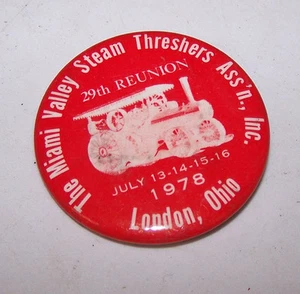 The Miami Valley Steam Threshers Ass'n., Inc.
29th REUNION
JULY 13-14-15-16
1978
London, Ohio